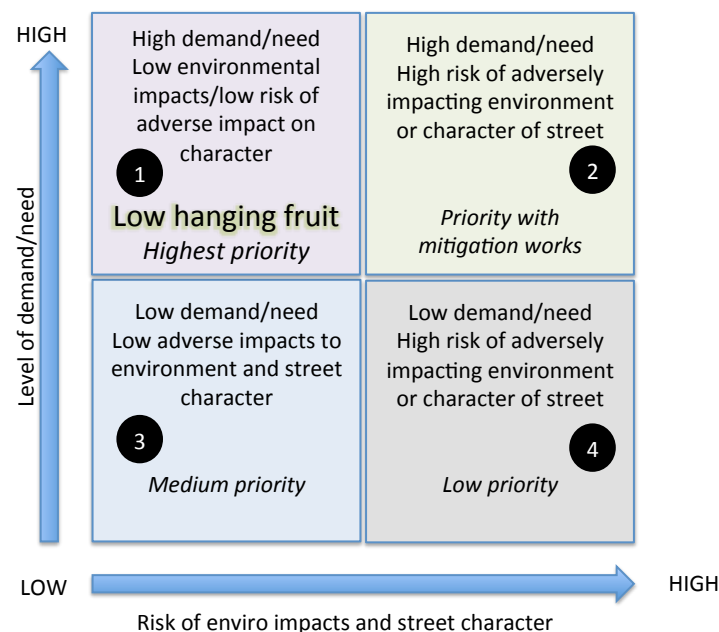 HIGH
Level of demand/need
High demand/need
Low environmental
impacts/low risk of
adverse impact on
character
1
Low hanging fruit
Highest priority
High demand/need
High risk of adversely
impacting environment
or character of street
2
Priority with
mitigation works
Low demand/need
Low adverse impacts to
environment and street
character
3
Medium priority
Low demand/need
High risk of adversely
impacting environment
or character of street
4
Low priority
LOW
HIGH
Risk of enviro impacts and street character